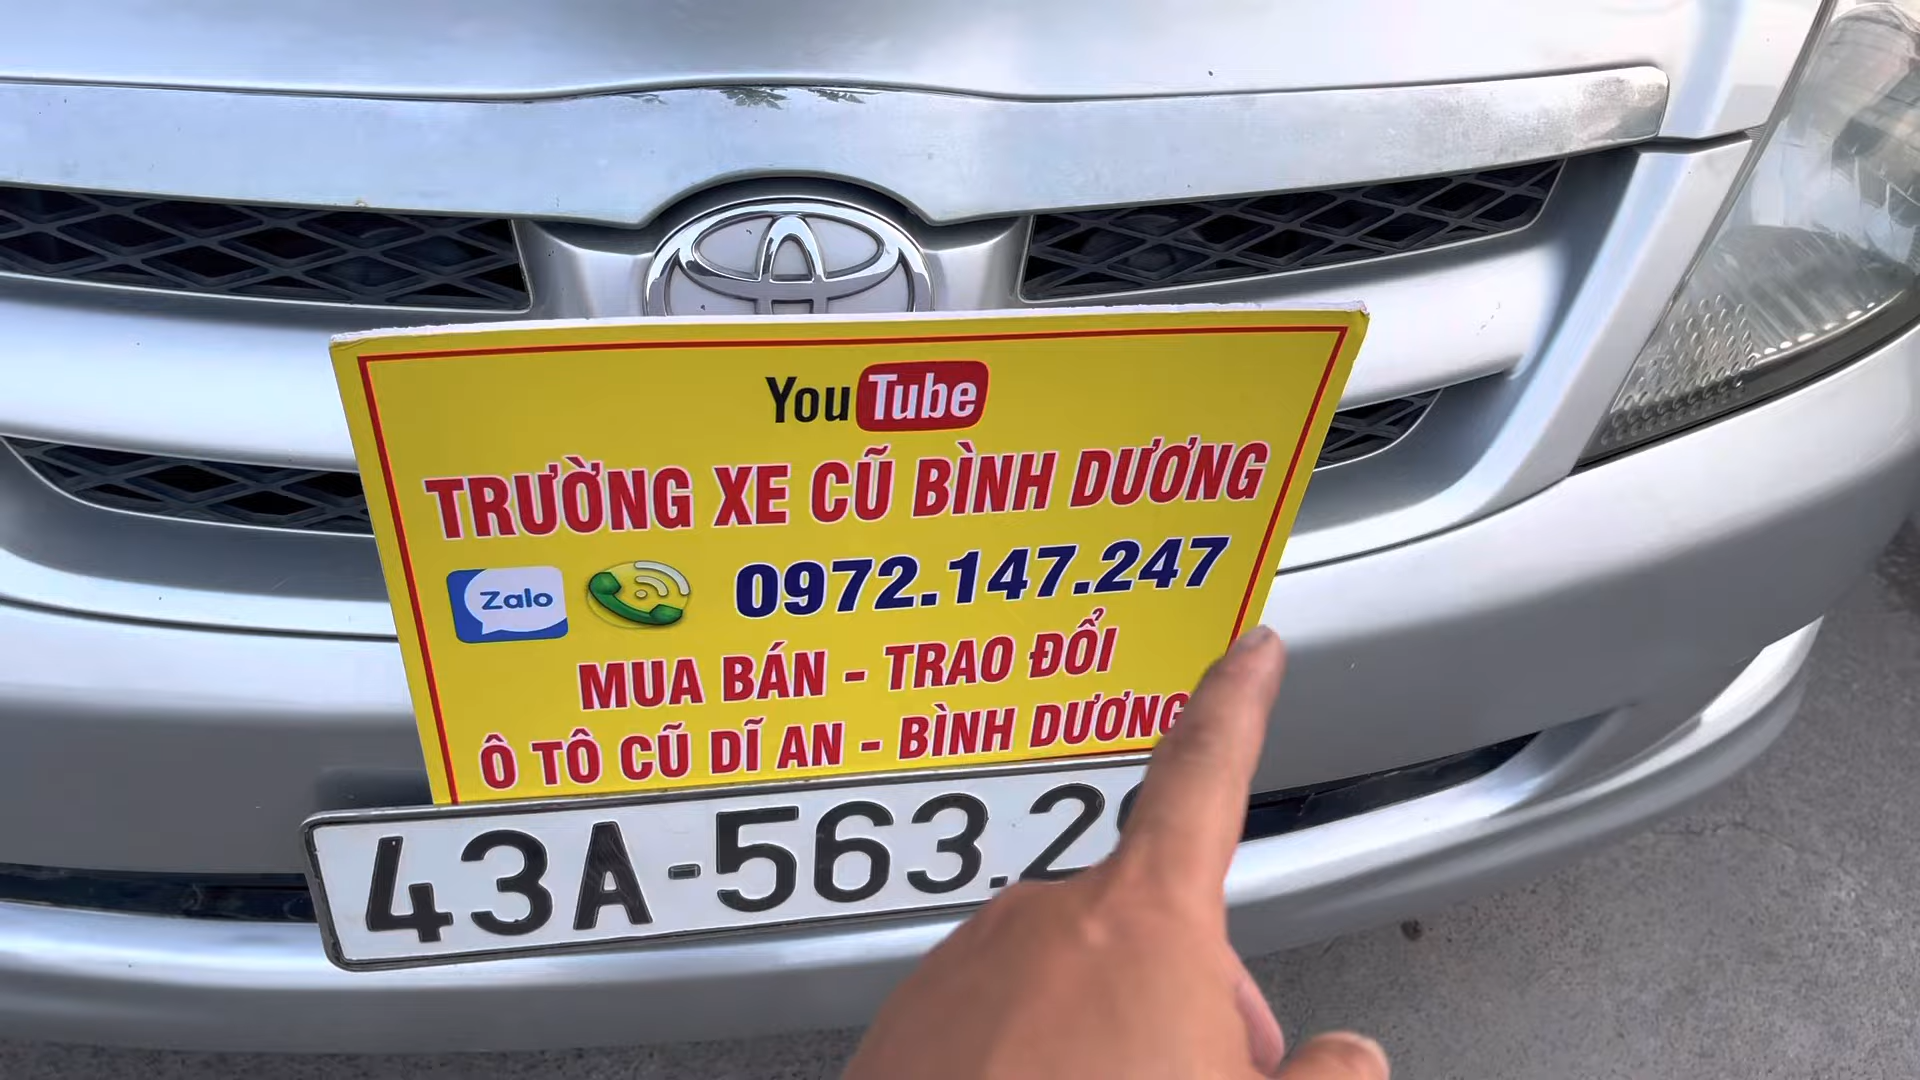 YouTube
TRƯỜNG XE CŨ BÌNH DƯƠNG
Zalo 0972.147.247
MUA BÁN - TRAO ĐỔI
Ô TÔ CŨ DĨ AN - BÌNH DƯƠNG
43A-563.2